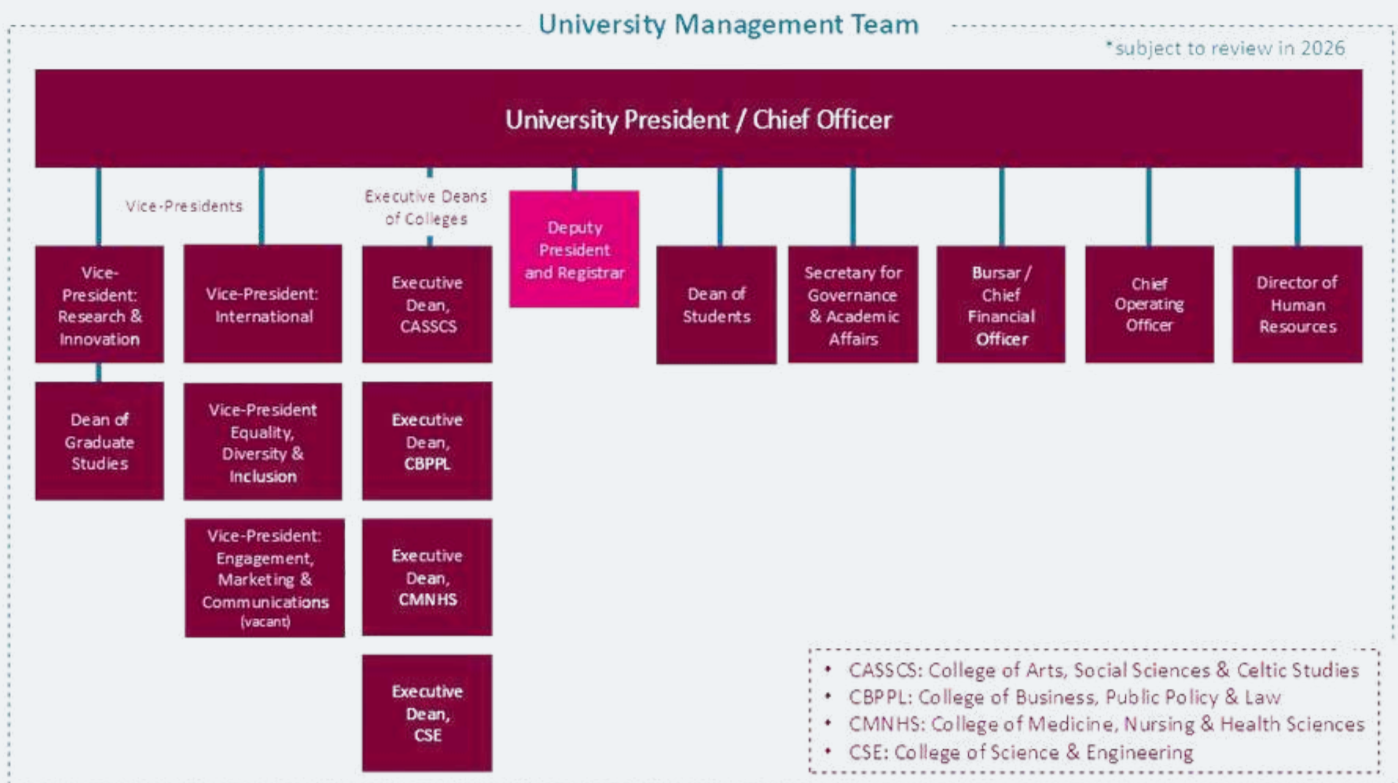 University Management Team
*subject to review in 2026
University President / Chief Officer
Vice-Presidents
Executive Deans
of Colleges
Vice-
President:
Research &
Innovation
Dean of
Graduate
Studies
Vice-President:
International
Vice-President
Equality,
Diversity &
Inclusion
Vice-President:
Engagement,
Marketing &
Communications
(vacant)
Executive
Dean,
CASSCS
Executive
Dean,
CBPPL
Executive
Dean,
CMNHS
Executive
Dean,
CSE
Deputy
President
and Registrar
Dean of
Students
Secretary for
Governance
& Academic
Affairs
Bursar /
Chief
Financial
Officer
Chief
Operating
Officer
Director of
Human
Resources
• CASSCS: College of Arts, Social Sciences & Celtic Studies
• CBPPL: College of Business, Public Policy & Law
• CMNHS: College of Medicine, Nursing & Health Sciences
• CSE: College of Science & Engineering